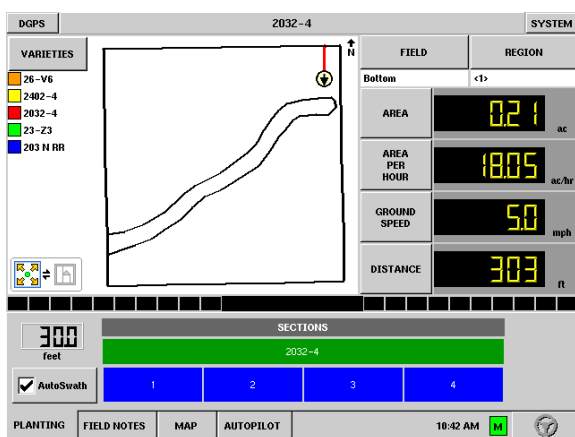 DGPS
2032-4
SYSTEM
VARIETIES
26-V6
2402-4
2032-4
23-Z3
203 N RR
N
FIELD
REGION
Bottom
<1>
AREA
0.21
ac
AREA
PER
HOUR
18.05
ac/hr
GROUND
SPEED
5.0
mph
DISTANCE
303
ft
30.0
feet
SECTIONS
2032-4
AutoSwath
1
2
3
4
PLANTING
FIELD NOTES
MAP
AUTOPILOT
10:42 AM
M